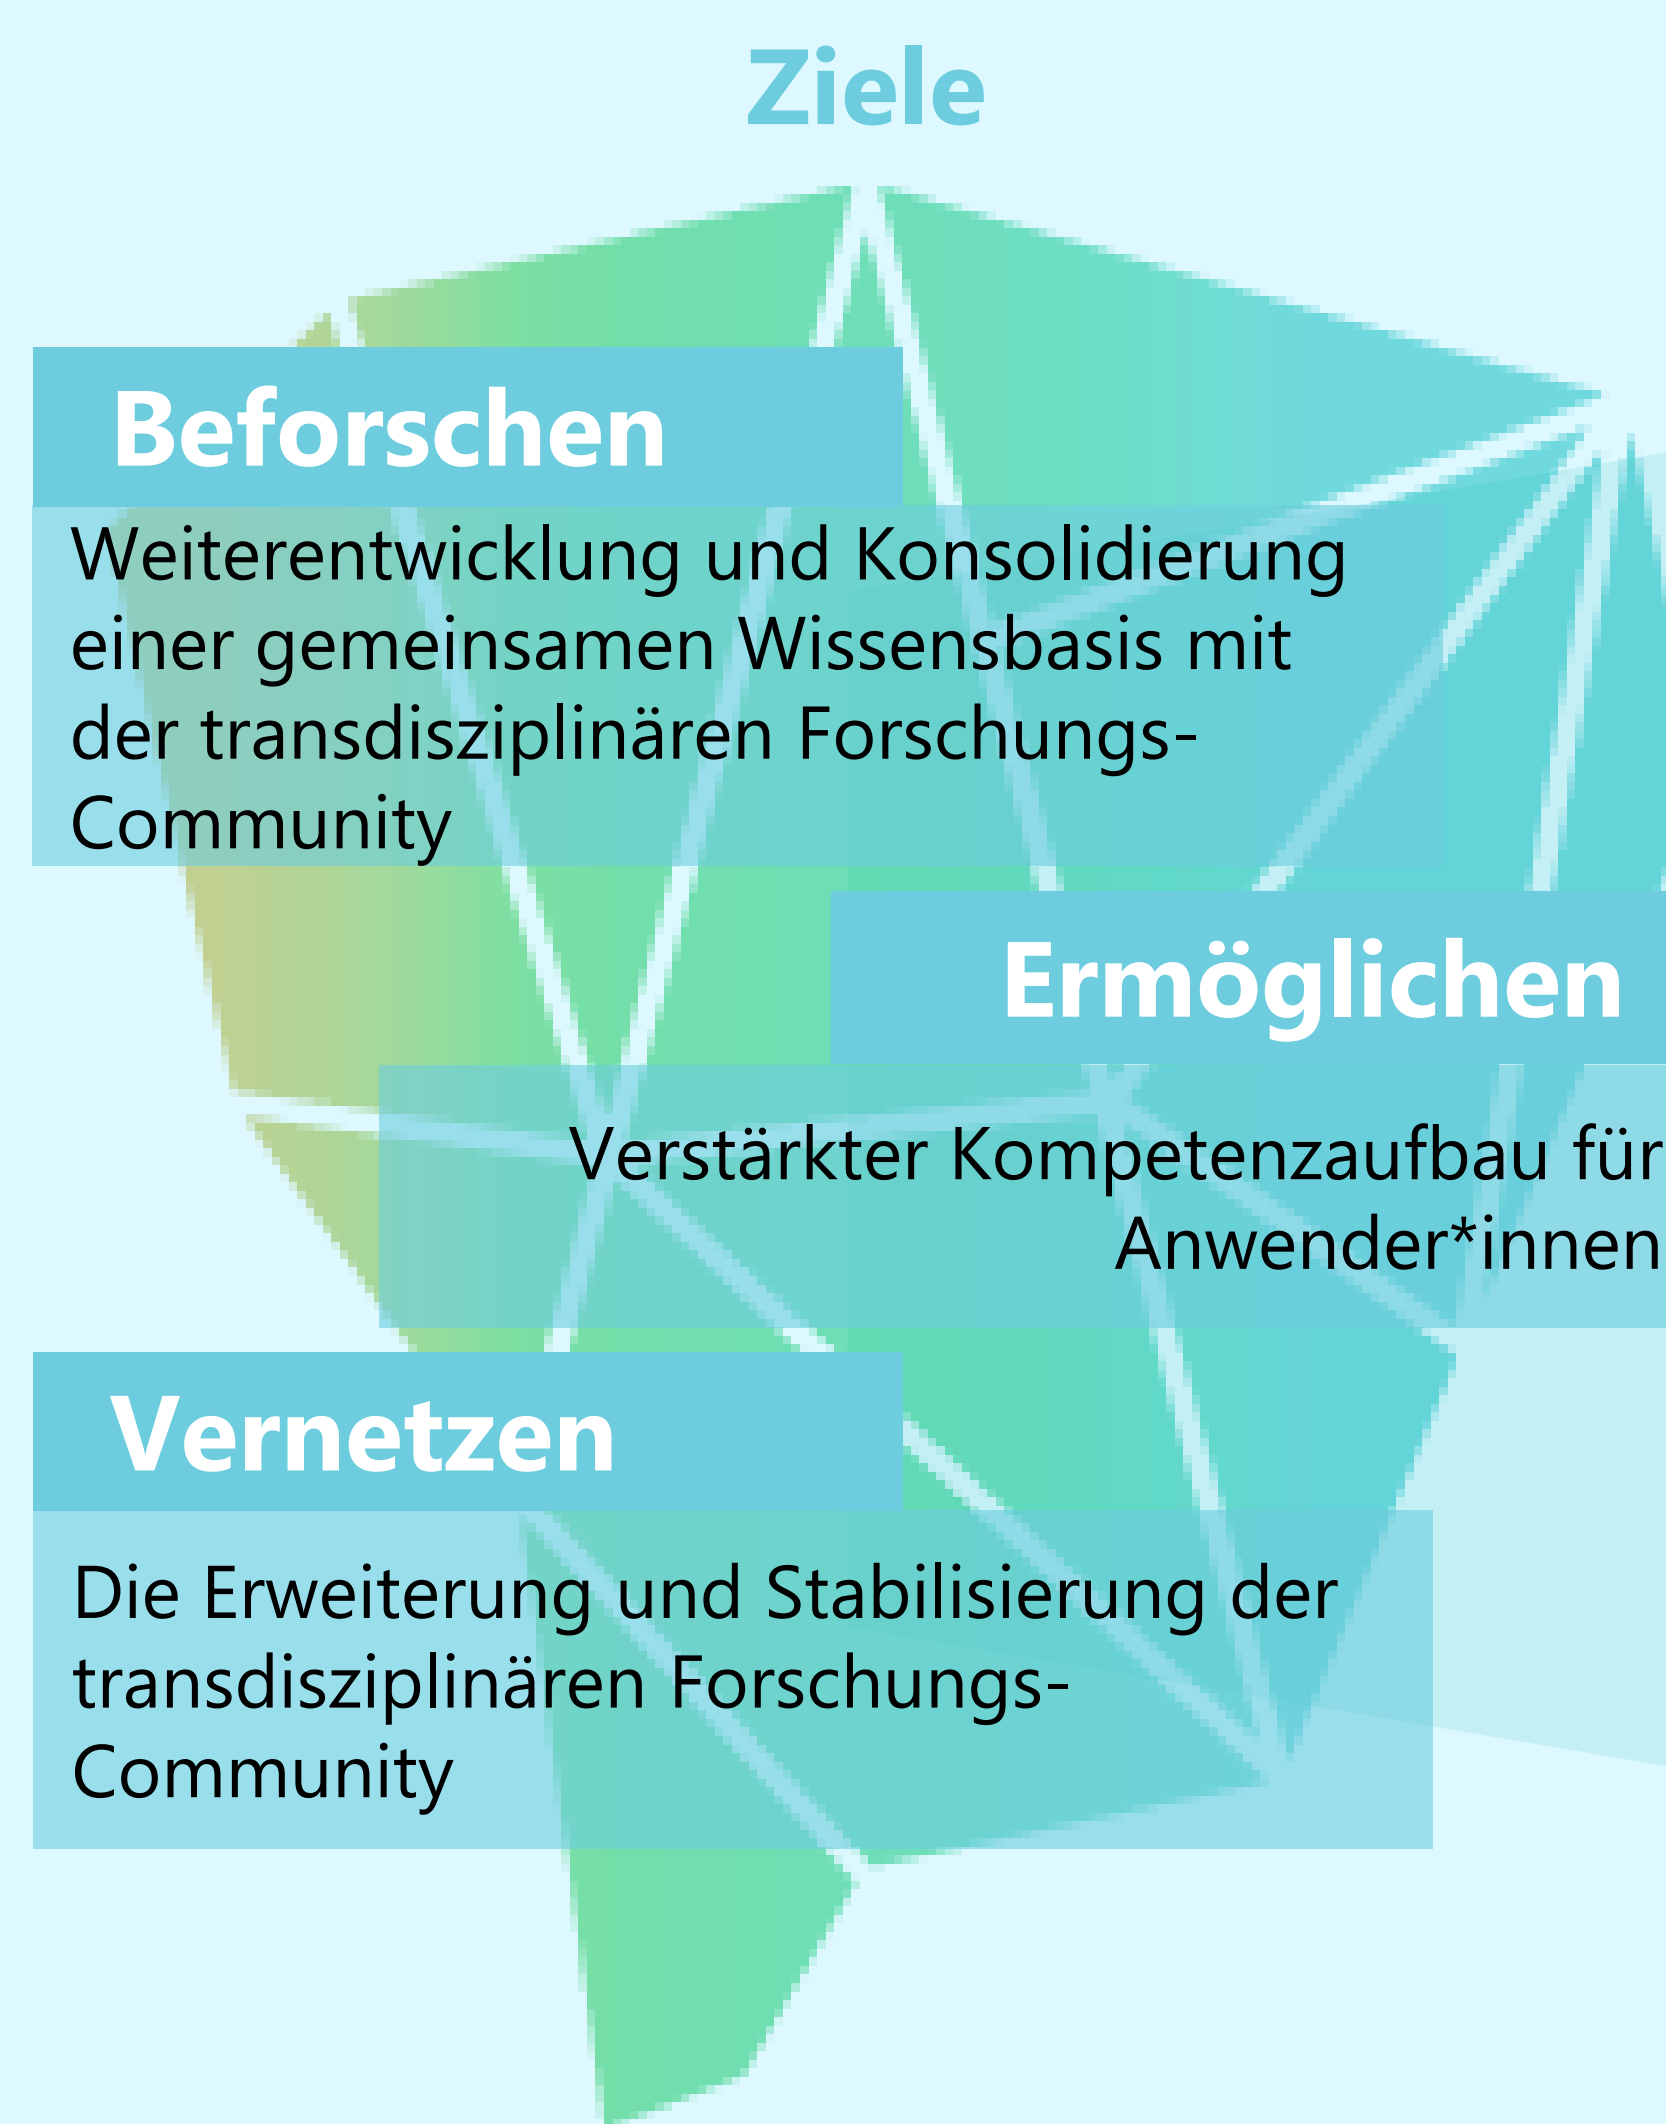 Ziele
Beforschen
Weiterentwicklung und Konsolidierung
einer gemeinsamen Wissensbasis mit
der transdisziplinären Forschungs-
Community
Ermöglichen
Verstärkter Kompetenzaufbau für
Anwender*innen
Vernetzen
Die Erweiterung und Stabilisierung der
transdisziplinären Forschungs-
Community